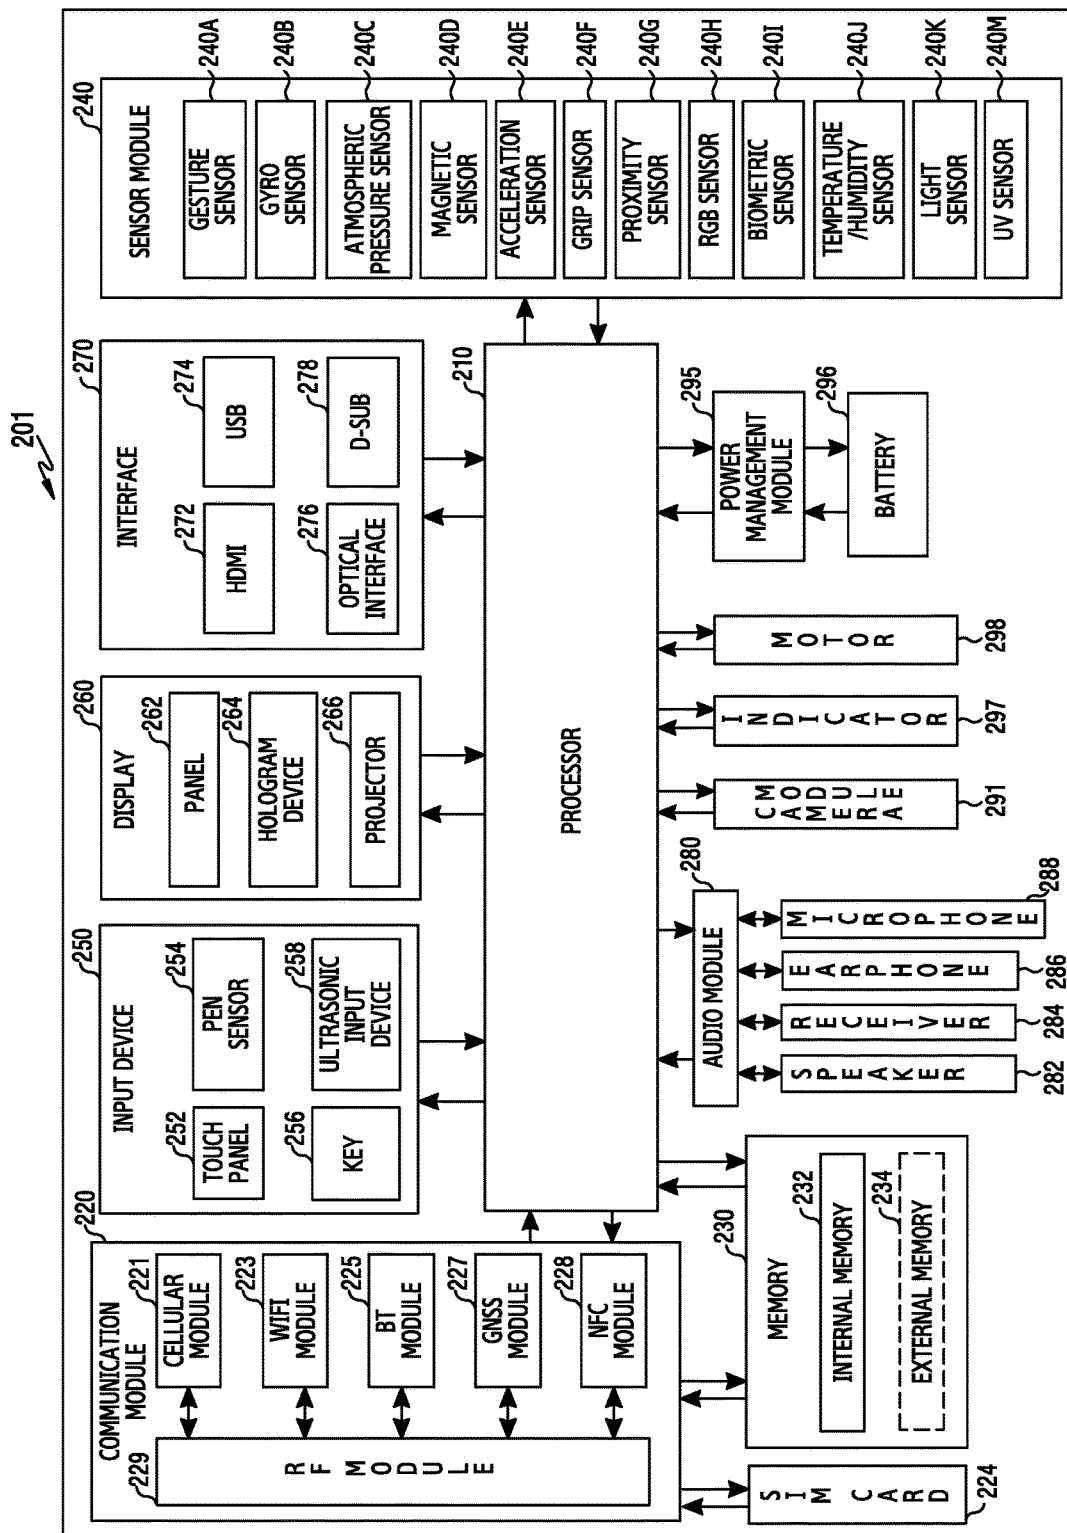 201
COMMUNICATION
MODULE
220
229
RF MODULE
221
CELLULAR
MODULE
223
WIFI
MODULE
225
BT
MODULE
227
GNSS
MODULE
228
NFC
MODULE
SIM CARD
224
INPUT DEVICE
250
252
TOUCH
PANEL
254
PEN
SENSOR
256
KEY
258
ULTRASONIC
INPUT
DEVICE
DISPLAY
260
262
PANEL
264
HOLOGRAM
DEVICE
266
PROJECTOR
INTERFACE
270
272
HDMI
274
USB
276
OPTICAL
INTERFACE
278
D-SUB
SENSOR MODULE
240
GESTURE
SENSOR
240A
GYRO
SENSOR
240B
ATMOSPHERIC
PRESSURE SENSOR
240C
MAGNETIC
SENSOR
240D
ACCELERATION
SENSOR
240E
GRIP SENSOR
240F
PROXIMITY
SENSOR
240G
RGB SENSOR
240H
BIOMETRIC
SENSOR
240I
TEMPERATURE
/HUMIDITY
SENSOR
240J
LIGHT
SENSOR
240K
UV SENSOR
240M
PROCESSOR
210
MEMORY
230
232
INTERNAL MEMORY
234
EXTERNAL MEMORY
AUDIO MODULE
280
SPEAKER
282
RECEIVER
284
EARPHONE
286
MICROPHONE
288
CAMERA
MODULE
291
INDICATOR
297
MOTOR
298
295
POWER
MANAGEMENT
MODULE
296
BATTERY